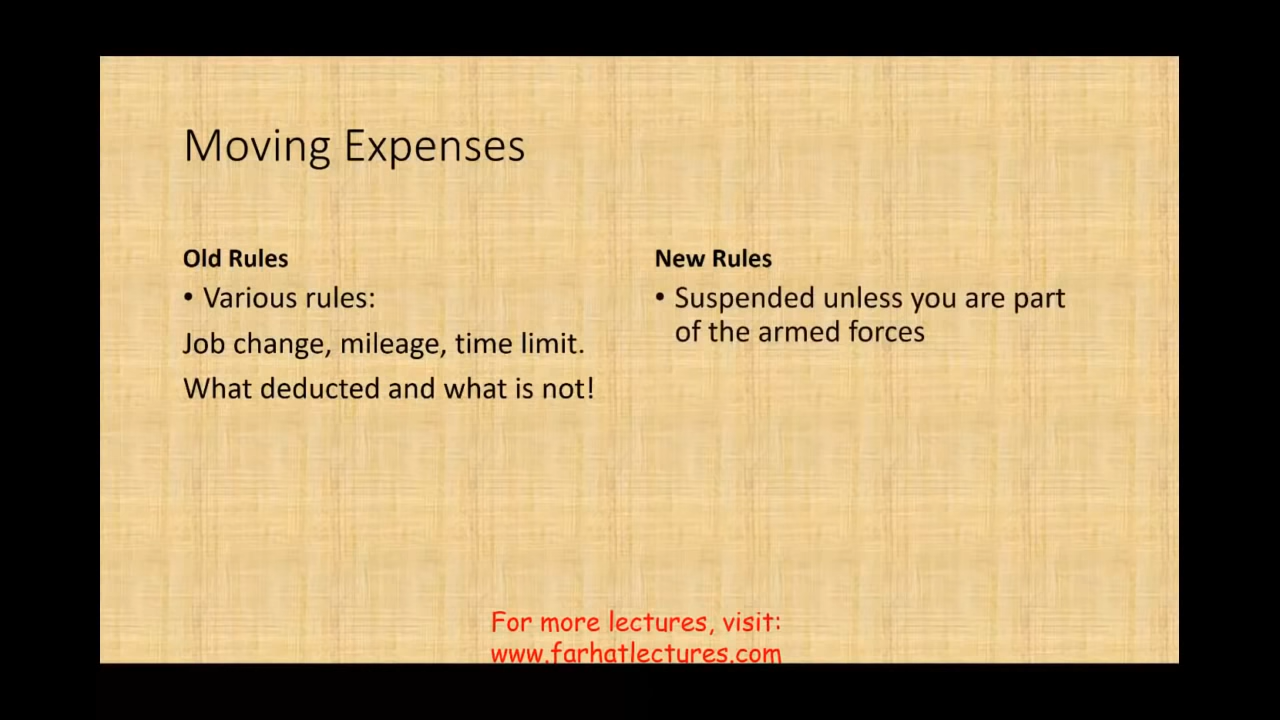 Moving Expenses
Old Rules
• Various rules:
Job change, mileage, time limit.
What deducted and what is not!
New Rules
• Suspended unless you are part
of the armed forces
For more lectures, visit:
www.farhatlectures.com